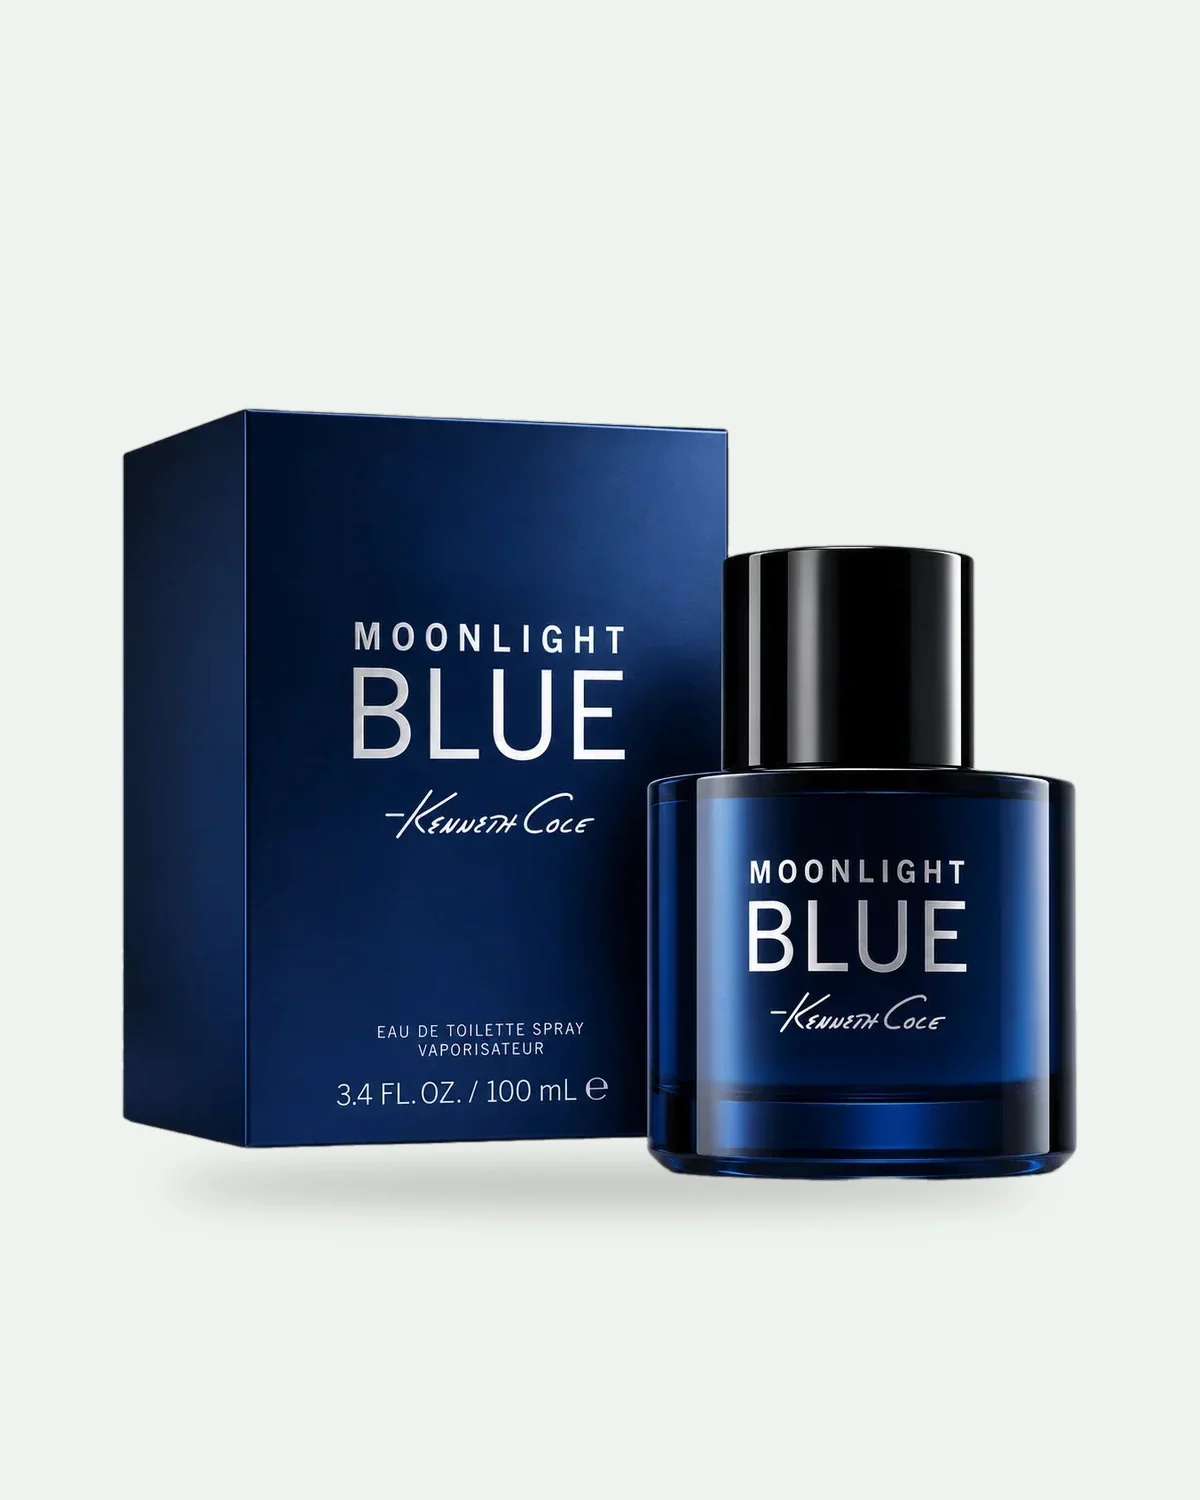 MOONLIGHT
BLUE
-Kenneth Cole
EAU DE TOILETTE SPRAY
VAPORISATEUR
3.4 FL. OZ. / 100 mL ℮
MOONLIGHT
BLUE
-Kenneth Cole